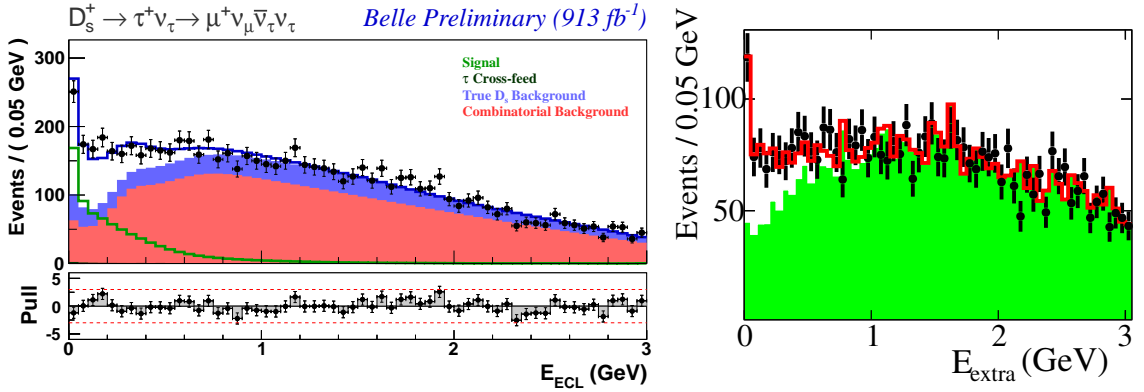 D_s^+ → τ^+ν_τ → μ^+ν_μν̄_τν_τ
Belle Preliminary (913 fb^-1)
Events / ( 0.05 GeV )
300
200
100
0
Signal
τ Cross-feed
True D_s Background
Combinatorial Background
Pull
5
0
-5
0
1
2
3
E_ECL (GeV)
Events / 0.05 GeV
100
50
0
1
2
3
E_extra (GeV)